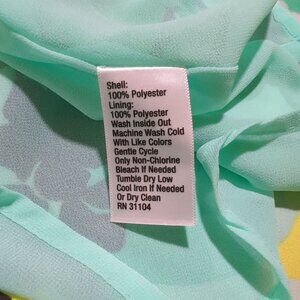 Shell:
100% Polyester
Lining:
100% Polyester
Wash Inside Out
Machine Wash Cold
With Like Colors
Gentle Cycle
Only Non-Chlorine
Bleach If Needed
Tumble Dry Low
Cool Iron If Needed
Or Dry Clean
RN 31104